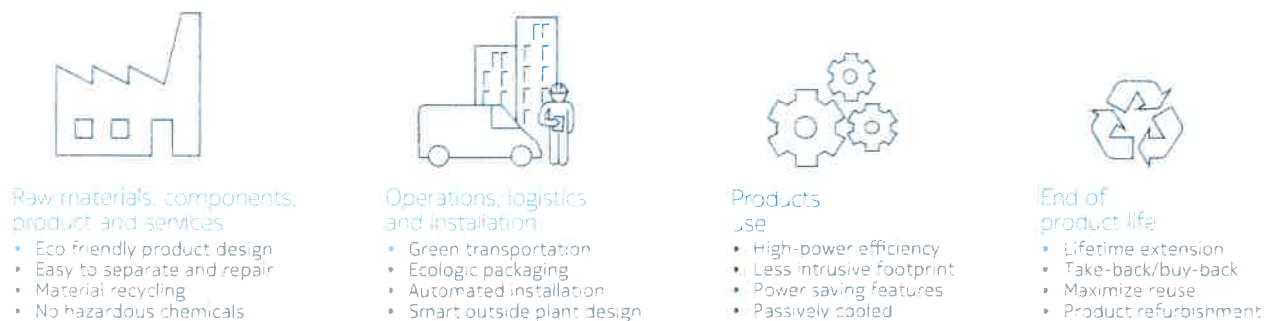 Raw materials, components,
product and services
• Eco friendly product design
• Easy to separate and repair
• Material recycling
• No hazardous chemicals
Operations, logistics
and installation
• Green transportation
• Ecologic packaging
• Automated installation
• Smart outside plant design
Products
use
• High-power efficiency
• Less intrusive footprint
• Power saving features
• Passively cooled
End of
product life
• Lifetime extension
• Take-back/buy-back
• Maximize reuse
• Product refurbishment